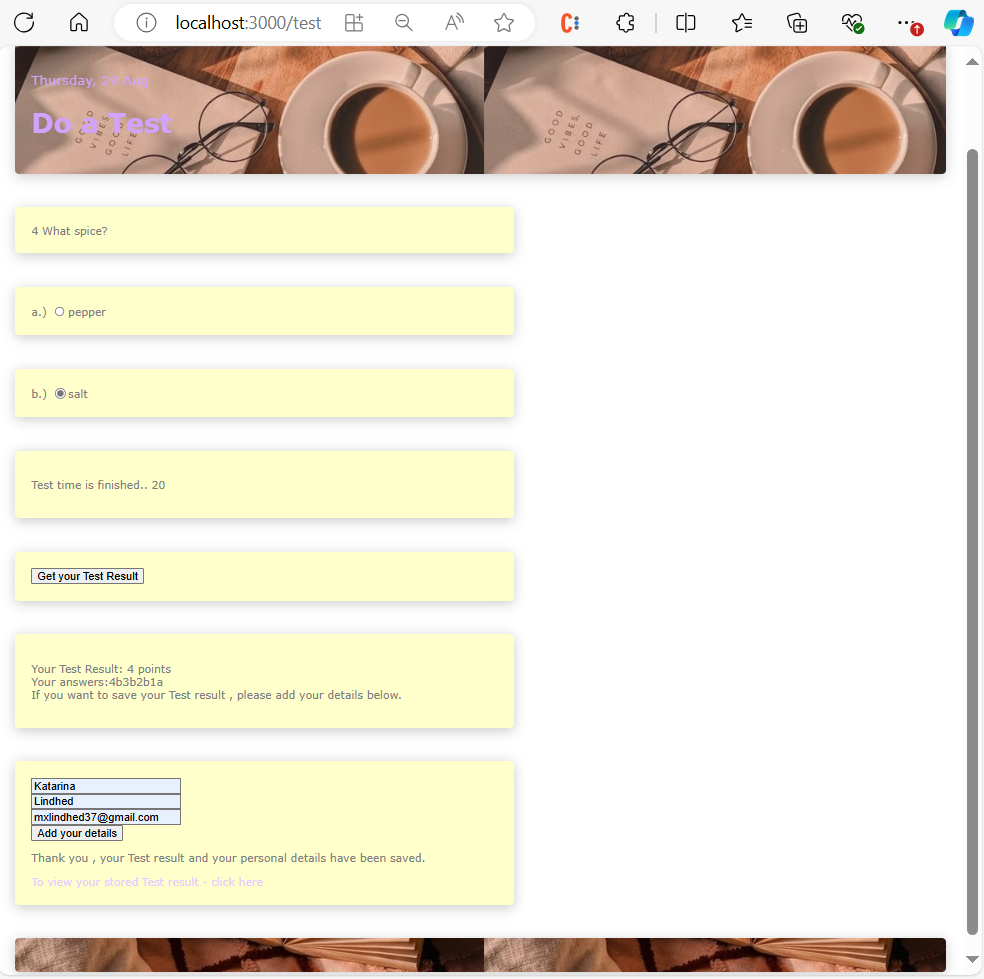 localhost:3000/test
Thursday, 29 Aug.
Do a Test
GOOD
VIBES,
GOOD
LIFE
GOOD
VIBES,
GOOD
LIFE
4 What spice?
a.) pepper
b.) salt
Test time is finished.. 20
Get your Test Result
Your Test Result: 4 points
Your answers:4b3b2b1a
If you want to save your Test result , please add your details below.
Katarina
Lindhed
mxlindhed37@gmail.com
Add your details
Thank you , your Test result and your personal details have been saved.
To view your stored Test result - click here